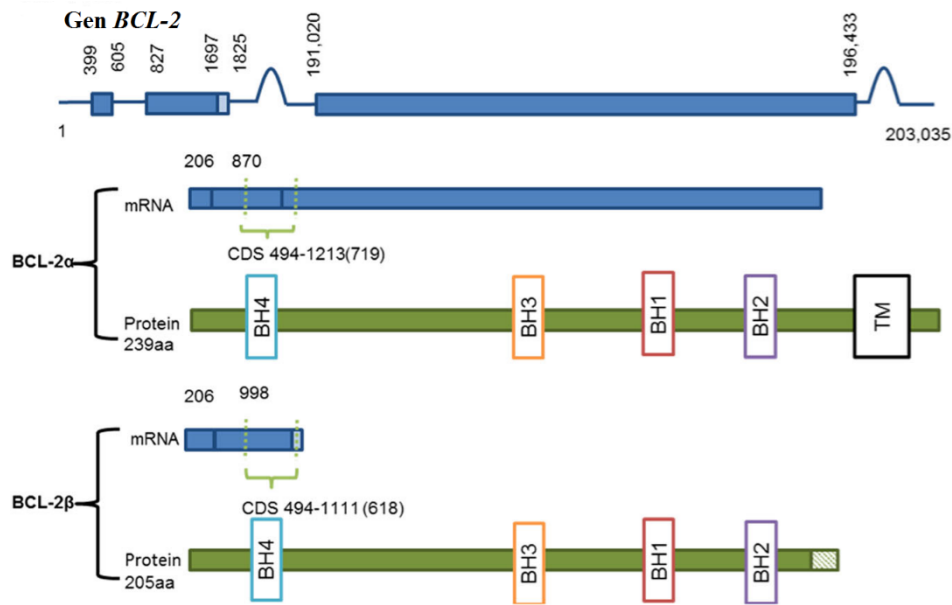 Gen BCL-2
399 605 827 1697 1825 191,020 196,433
1 203,035
206 870
mRNA
CDS 494-1213(719)
BCL-2α
BH4 BH3 BH1 BH2 TM
Protein
239aa
206 998
mRNA
CDS 494-1111(618)
BCL-2β
BH4 BH3 BH1 BH2
Protein
205aa